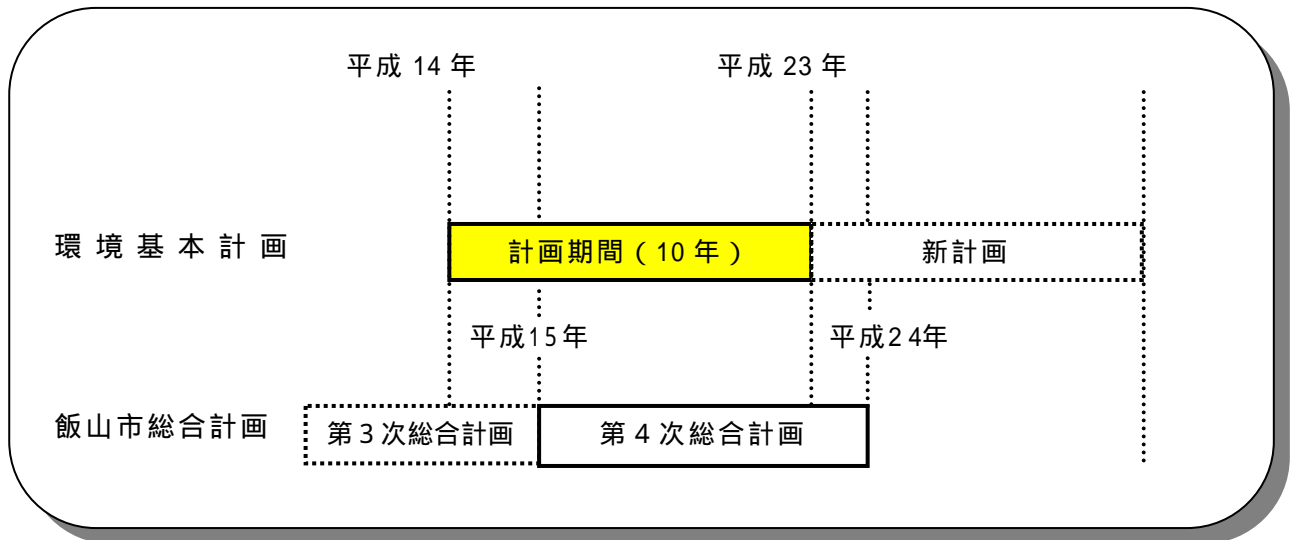 平成 14 年　平成 23 年
環 境 基 本 計 画　計画期間（10 年）　新計画
平成15年　平成24年
飯山市総合計画　第３次総合計画　第４次総合計画